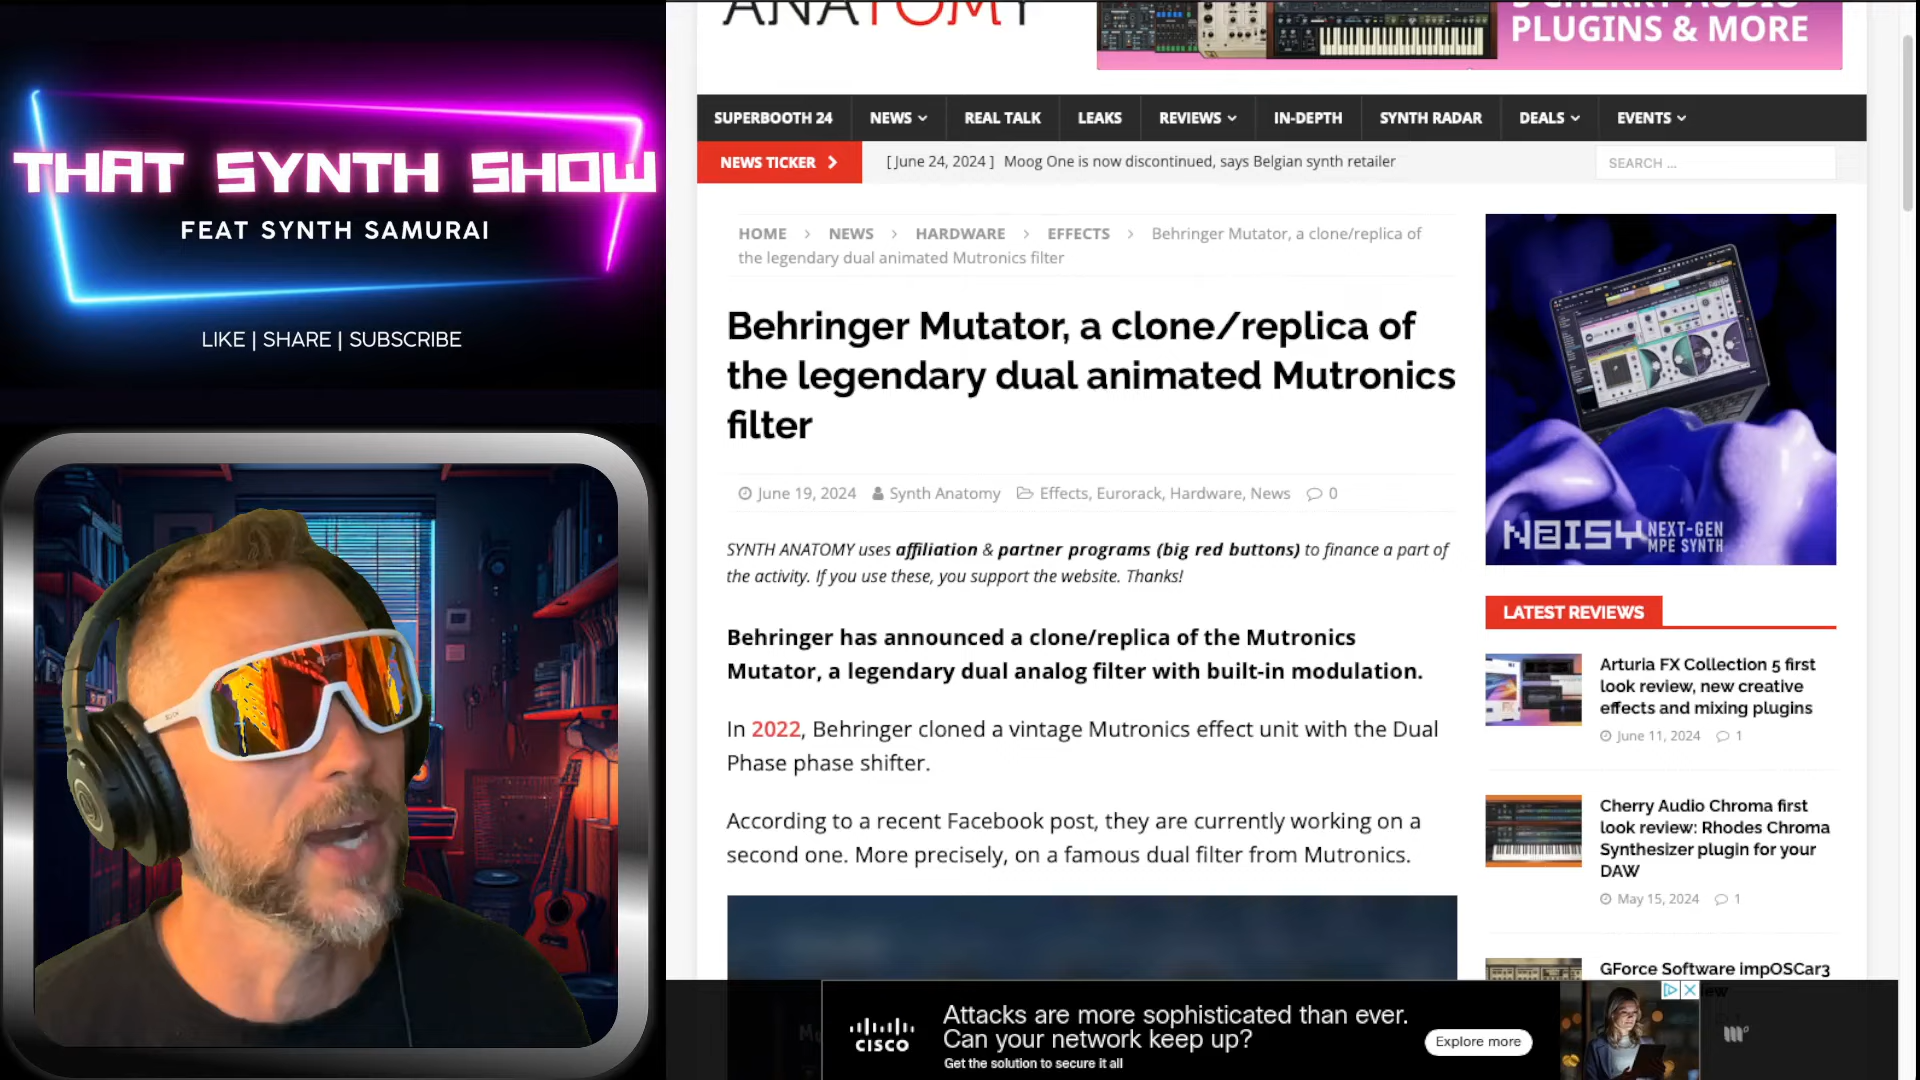 THAT SYNTH SHOW
FEAT SYNTH SAMURAI
LIKE | SHARE | SUBSCRIBE
ANATOMY
PLUGINS & MORE
SUPERBOOTH 24
NEWS
REAL TALK
LEAKS
REVIEWS
IN-DEPTH
SYNTH RADAR
DEALS
EVENTS
NEWS TICKER
[ June 24, 2024 ] Moog One is now discontinued, says Belgian synth retailer
SEARCH ...
HOME > NEWS > HARDWARE > EFFECTS > Behringer Mutator, a clone/replica of
the legendary dual animated Mutronics filter
Behringer Mutator, a clone/replica of
the legendary dual animated Mutronics
filter
June 19, 2024 Synth Anatomy Effects, Eurorack, Hardware, News 0
SYNTH ANATOMY uses affiliation & partner programs (big red buttons) to finance a part of
the activity. If you use these, you support the website. Thanks!
Behringer has announced a clone/replica of the Mutronics
Mutator, a legendary dual analog filter with built-in modulation.
In 2022, Behringer cloned a vintage Mutronics effect unit with the Dual
Phase phase shifter.
According to a recent Facebook post, they are currently working on a
second one. More precisely, on a famous dual filter from Mutronics.
NOISY NEXT-GEN
MPE SYNTH
LATEST REVIEWS
Arturia FX Collection 5 first
look review, new creative
effects and mixing plugins
June 11, 2024 1
Cherry Audio Chroma first
look review: Rhodes Chroma
Synthesizer plugin for your
DAW
May 15, 2024 1
GForce Software impOSCar3
CISCO
Attacks are more sophisticated than ever.
Can your network keep up?
Get the solution to secure it all
Explore more